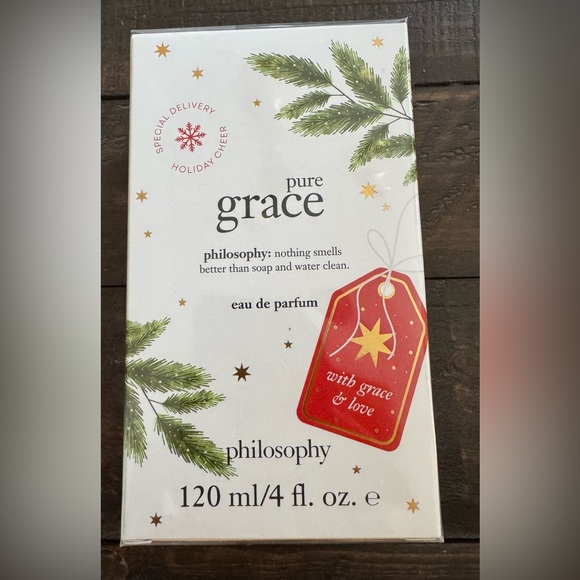 SPECIAL DELIVERY
HOLIDAY CHEER
pure
grace
philosophy: nothing smells
better than soap and water clean.
eau de parfum
with grace
& love
philosophy
120 ml/4 fl. oz. ℮